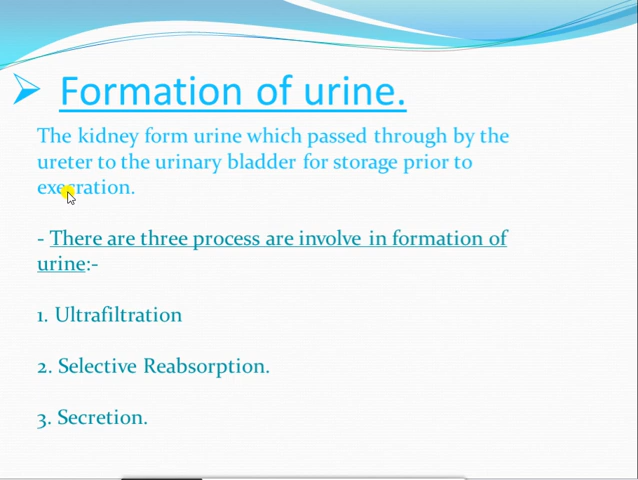 Formation of urine.
The kidney form urine which passed through by the
ureter to the urinary bladder for storage prior to
execration.
- There are three process are involve in formation of
urine:-
1. Ultrafiltration
2. Selective Reabsorption.
3. Secretion.